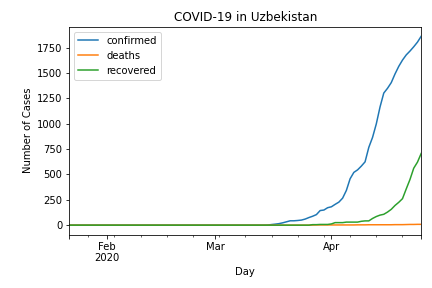 COVID-19 in Uzbekistan
confirmed
deaths
recovered
Number of Cases
1750
1500
1250
1000
750
500
250
0
Feb
2020
Mar
Apr
Day